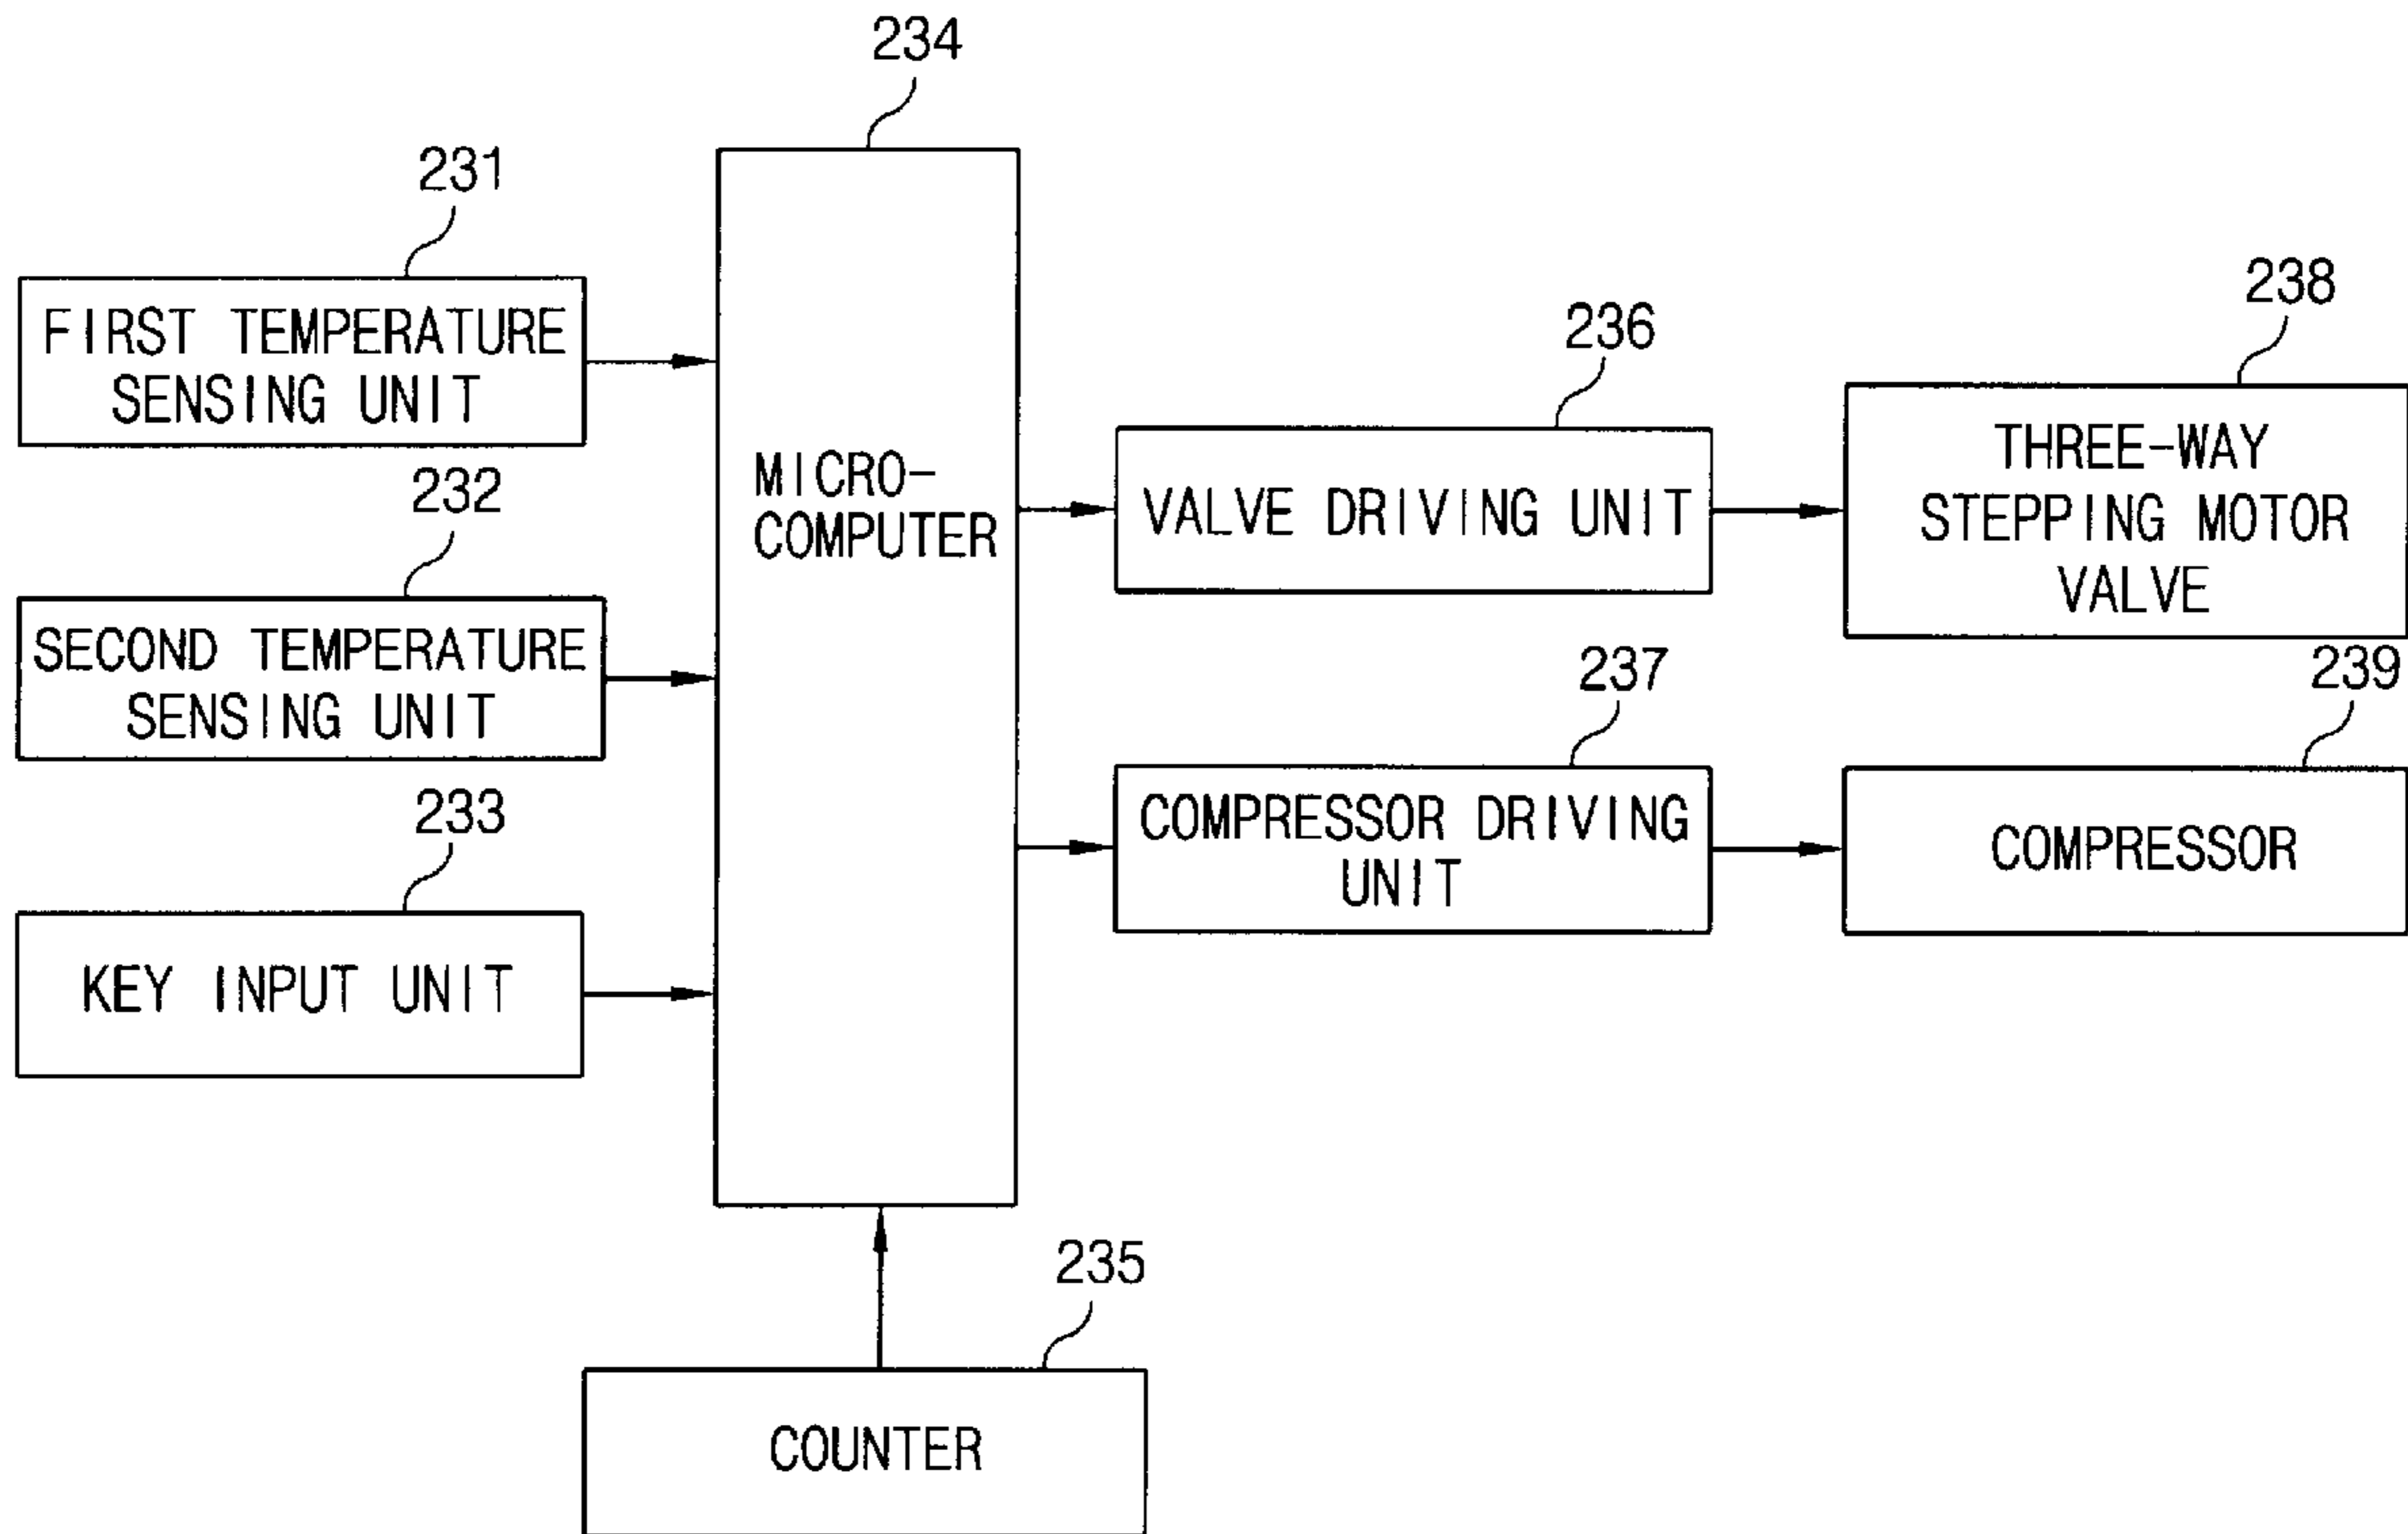 234
231
FIRST TEMPERATURE
SENSING UNIT
232
SECOND TEMPERATURE
SENSING UNIT
233
KEY INPUT UNIT
MICRO-
COMPUTER
236
VALVE DRIVING UNIT
238
THREE-WAY
STEPPING MOTOR
VALVE
237
COMPRESSOR DRIVING
UNIT
239
COMPRESSOR
235
COUNTER